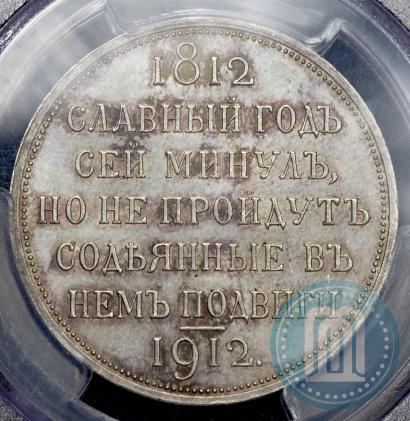 1812
СЛАВНЫЙ ГОДЪ
СЕЙ МИНУЛЪ,
НО НЕ ПРОЙДУТЪ
СОДѢЯННЫЕ ВЪ
НЕМЪ ПОДВИГИ
1912.